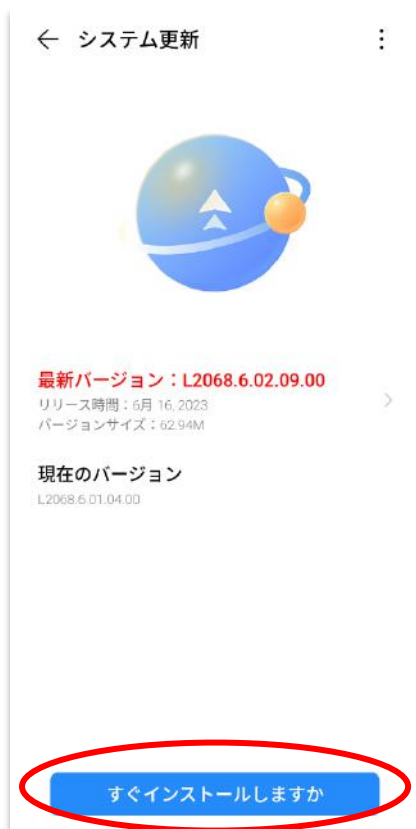 システム更新
最新バージョン：L2068.6.02.09.00
リリース時間：6月 16, 2023
バージョンサイズ：62.94M
現在のバージョン
L2068.6.01.04.00
すぐインストールしますか